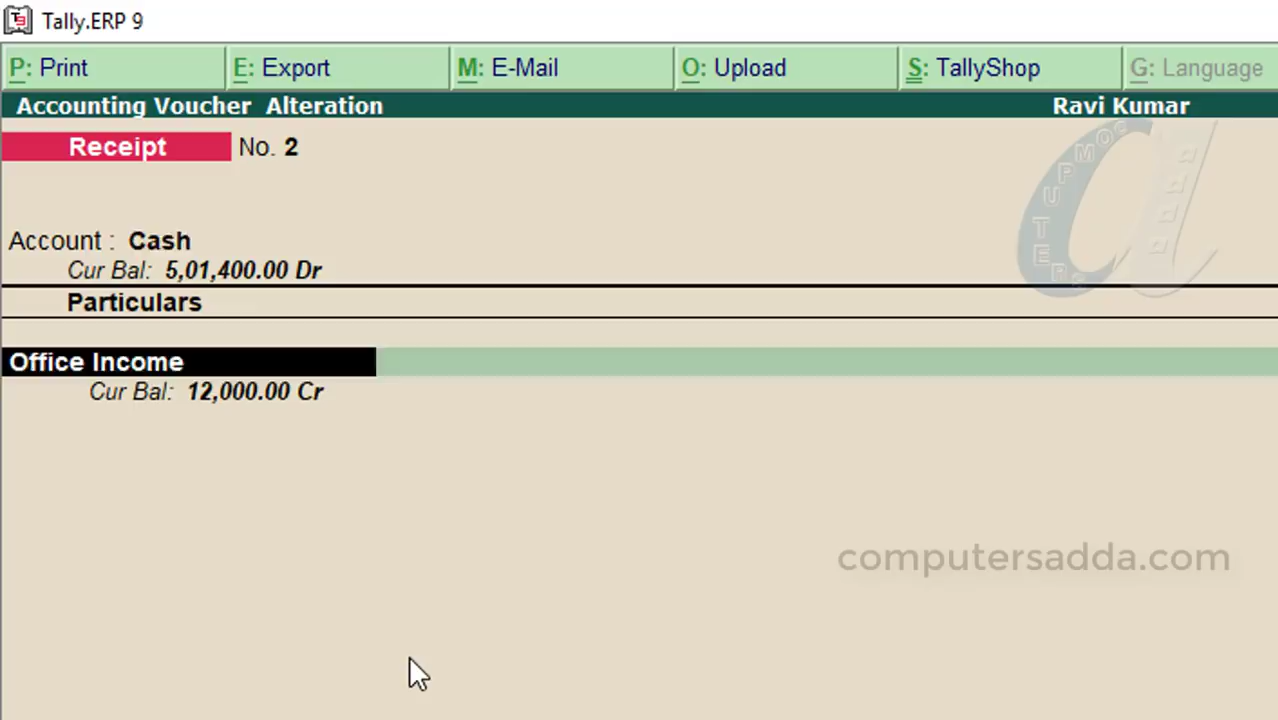 Tally.ERP 9
P: Print E: Export M: E-Mail O: Upload S: TallyShop G: Language
Accounting Voucher Alteration Ravi Kumar
Receipt No. 2
COMPUTERS
Account : Cash
Cur Bal: 5,01,400.00 Dr
Particulars
Office Income
Cur Bal: 12,000.00 Cr
computersadda.com